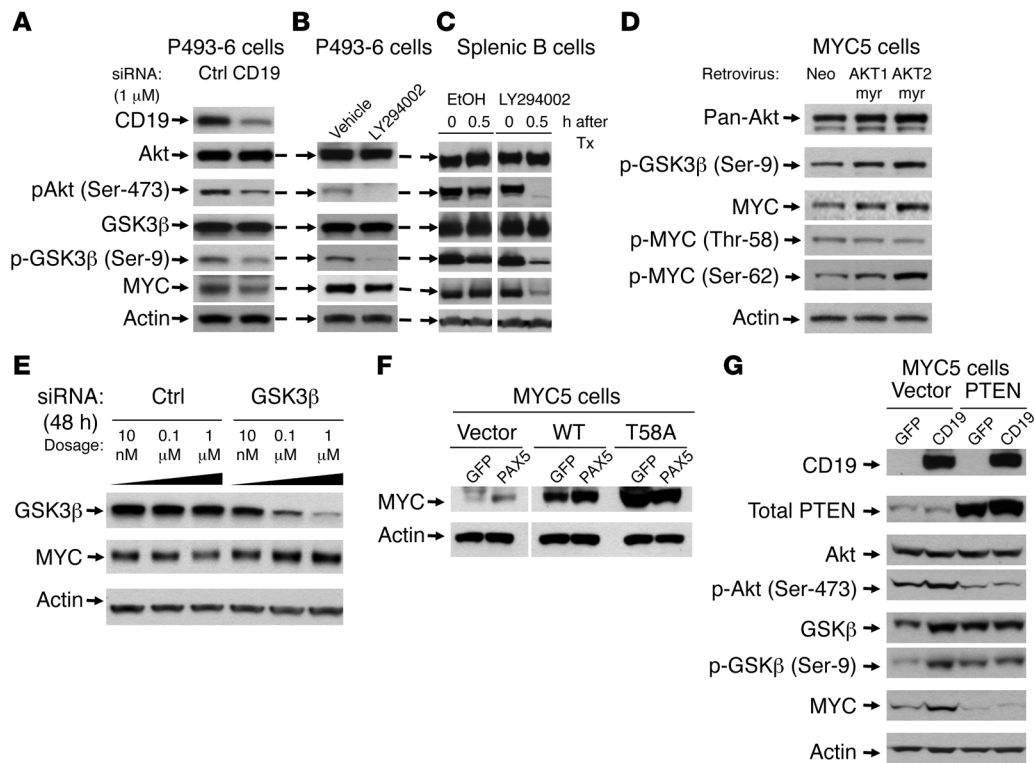 A
P493-6 cells
siRNA: Ctrl CD19
(1 μM)
CD19
Akt
pAkt (Ser-473)
GSK3β
p-GSK3β (Ser-9)
MYC
Actin
B
P493-6 cells
Vehicle
LY294002
C
Splenic B cells
EtOH LY294002
0 0.5 0 0.5 h after
Tx
D
MYC5 cells
Retrovirus: Neo AKT1 AKT2
myr myr
Pan-Akt
p-GSK3β (Ser-9)
MYC
p-MYC (Thr-58)
p-MYC (Ser-62)
Actin
E
siRNA: Ctrl GSK3β
(48 h)
Dosage: 10 0.1 1 10 0.1 1
nM μM μM nM μM μM
GSK3β
MYC
Actin
F
MYC5 cells
Vector WT T58A
GFP PAX5 GFP PAX5 GFP PAX5
MYC
Actin
G
MYC5 cells
Vector PTEN
GFP CD19 GFP CD19
CD19
Total PTEN
Akt
p-Akt (Ser-473)
GSKβ
p-GSKβ (Ser-9)
MYC
Actin